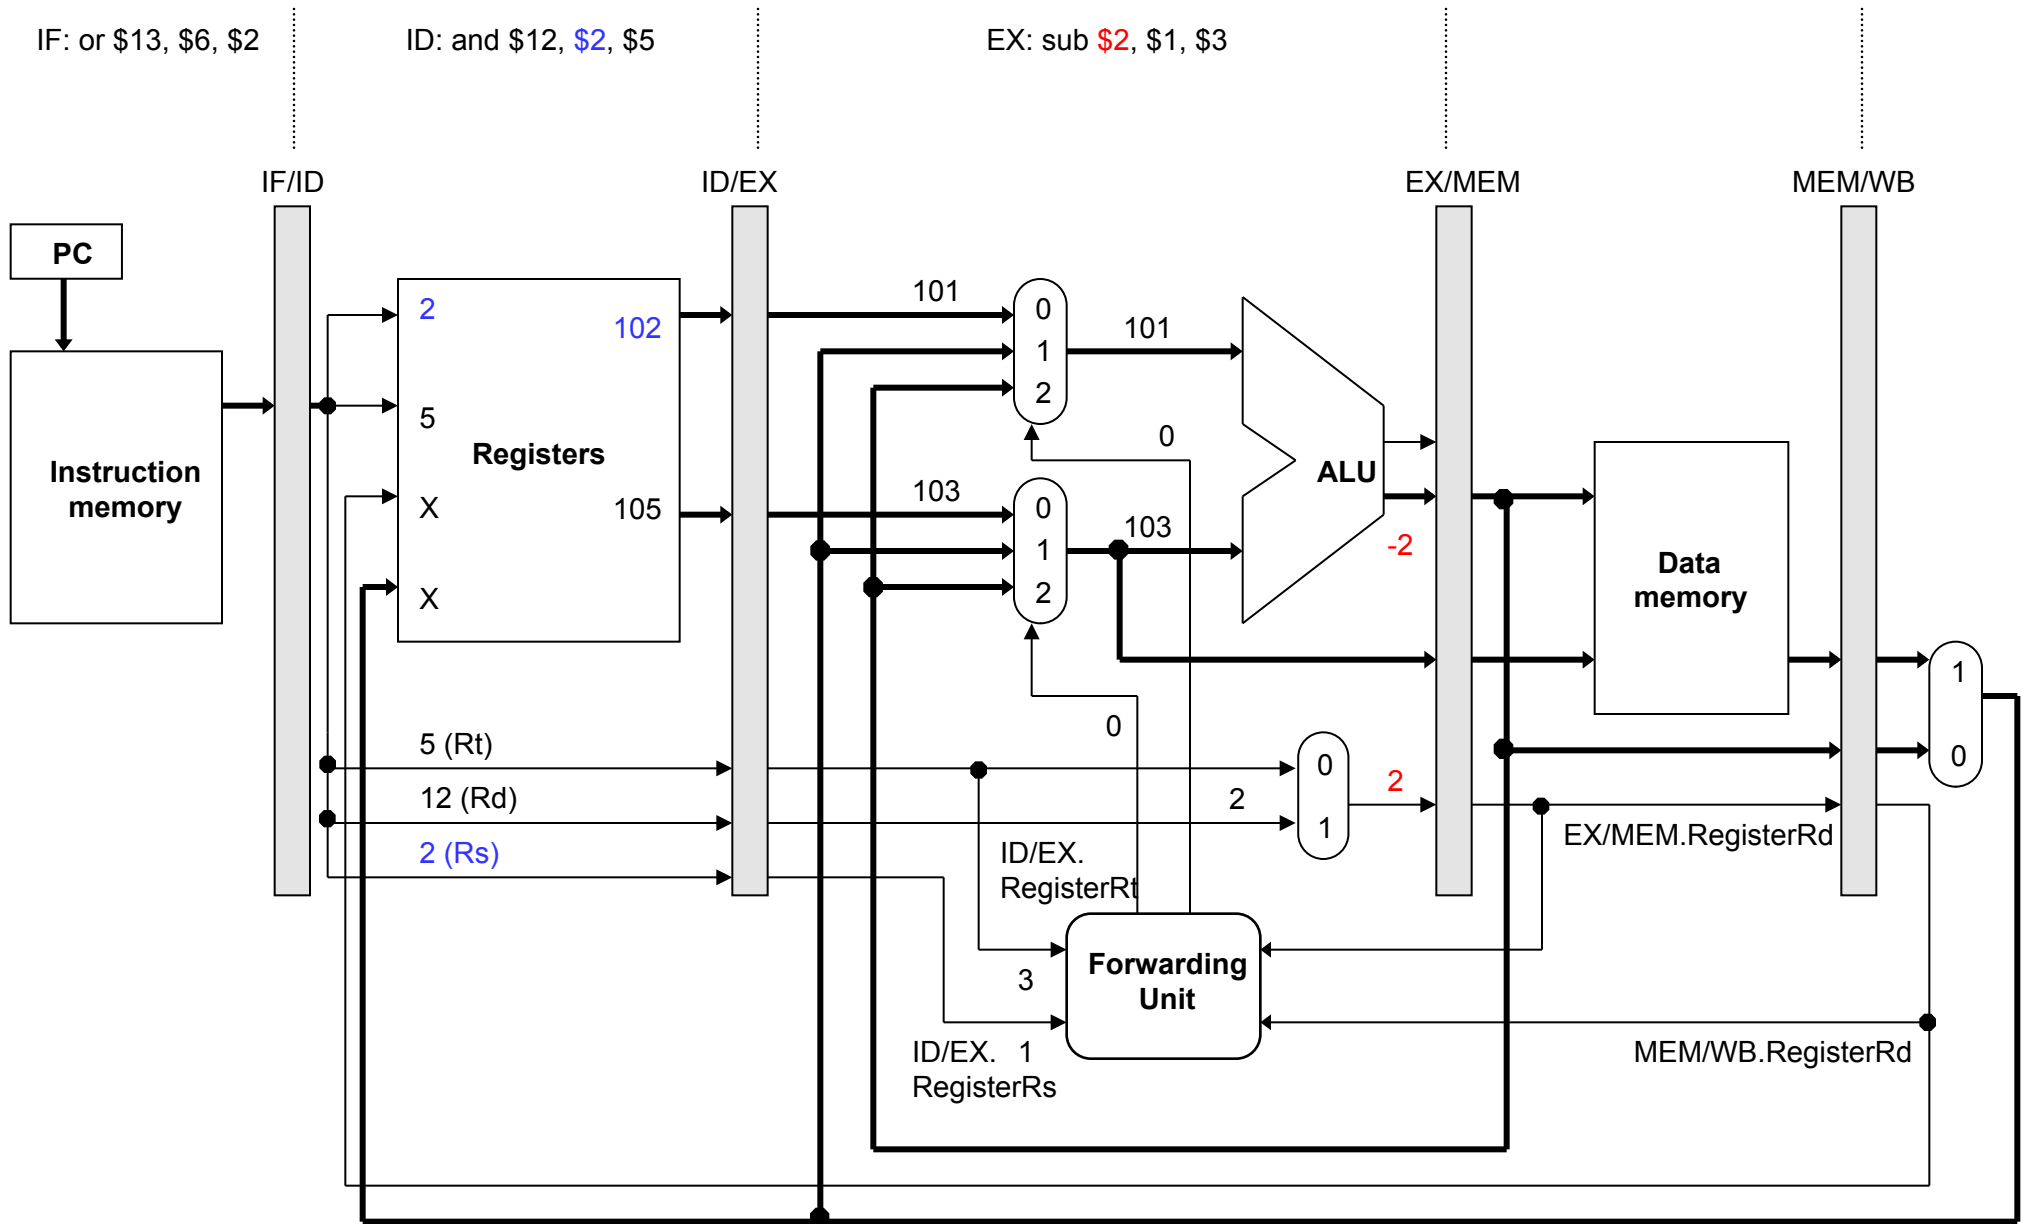 IF: or $13, $6, $2
ID: and $12, $2, $5
EX: sub $2, $1, $3
IF/ID
ID/EX
EX/MEM
MEM/WB
PC
Instruction
memory
2
102
5
Registers
X
105
X
101
0
1
2
101
0
103
0
1
2
103
0
ALU
-2
Data
memory
1
0
5 (Rt)
12 (Rd)
2 (Rs)
0
1
2
2
ID/EX.
RegisterRt
EX/MEM.RegisterRd
3
Forwarding
Unit
ID/EX. 1
RegisterRs
MEM/WB.RegisterRd